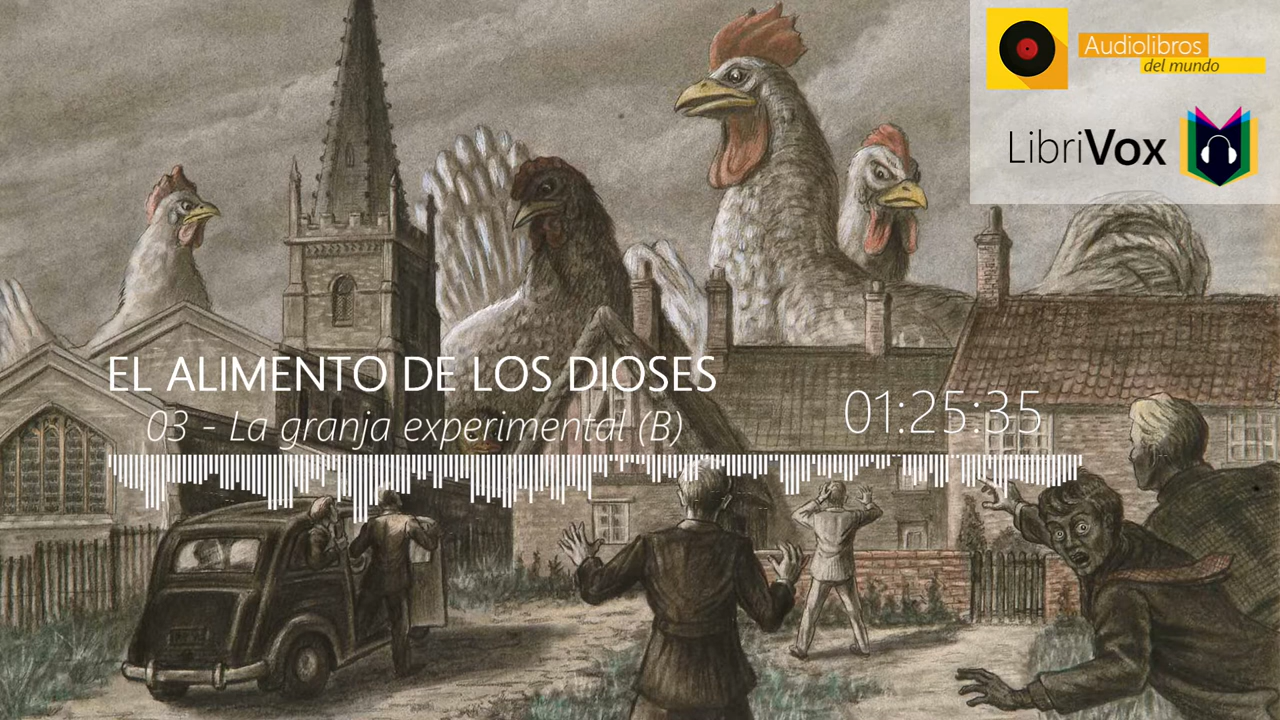 Audiolibros
del mundo
LibriVox
EL ALIMENTO DE LOS DIOSES
03 - La granja experimental (B)
01:25:35